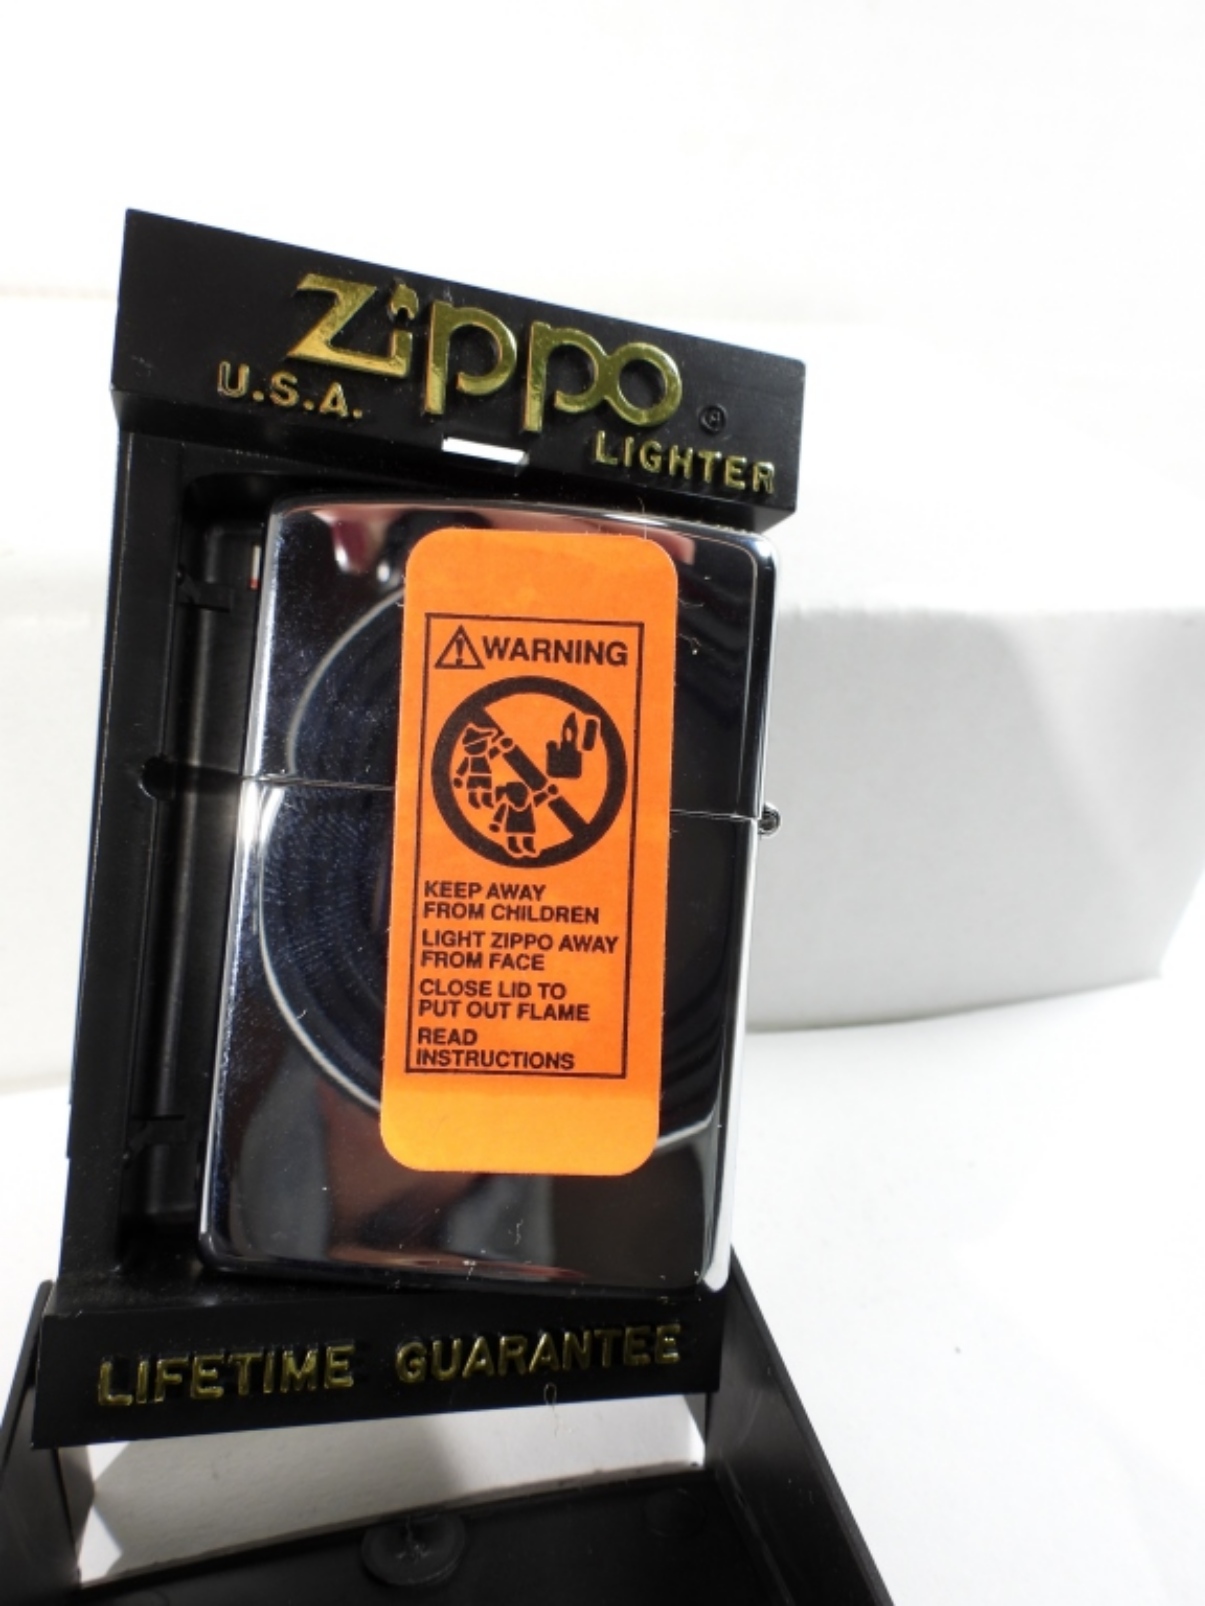 Zippo
U.S.A.
®
LIGHTER
WARNING
KEEP AWAY
FROM CHILDREN
LIGHT ZIPPO AWAY
FROM FACE
CLOSE LID TO
PUT OUT FLAME
READ
INSTRUCTIONS
LIFETIME GUARANTEE